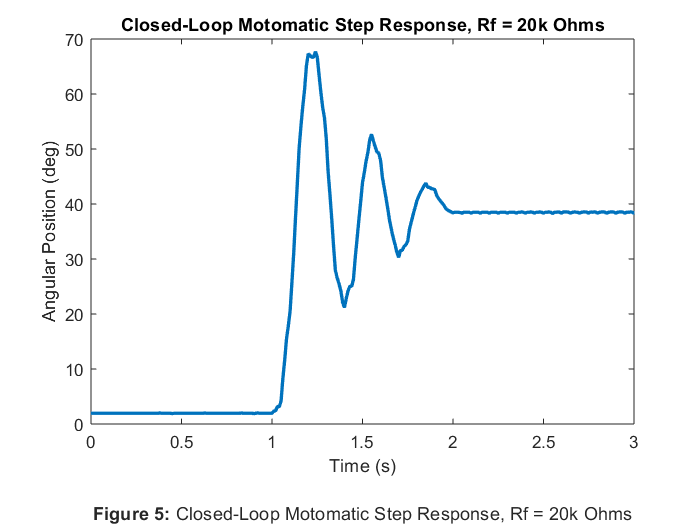 Closed-Loop Motomatic Step Response, Rf = 20k Ohms
70
60
50
40
30
20
10
0
Angular Position (deg)
0 0.5 1 1.5 2 2.5 3
Time (s)
Figure 5: Closed-Loop Motomatic Step Response, Rf = 20k Ohms